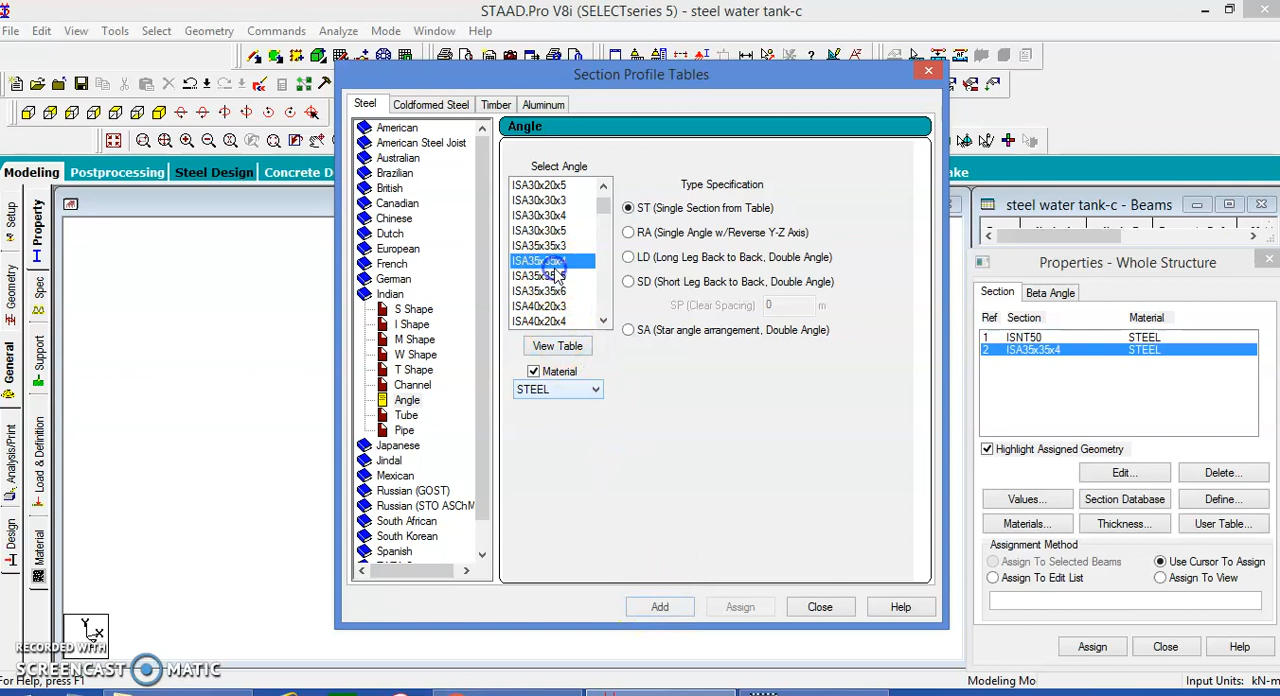 STAAD.Pro V8i (SELECTseries 5) - steel water tank-c
File Edit View Tools Select Geometry Commands Analyze Mode Window Help
Modeling Postprocessing Steel Design Concrete D
Section Profile Tables
Steel Coldformed Steel Timber Aluminum
American
American Steel Joist
Australian
Brazilian
British
Canadian
Chinese
Dutch
European
French
German
Indian
S Shape
I Shape
M Shape
W Shape
T Shape
Channel
Angle
Tube
Pipe
Japanese
Jindal
Mexican
Russian (GOST)
Russian (STO ASChM
South African
South Korean
Spanish
Angle
Select Angle
ISA30x20x5
ISA30x30x3
ISA30x30x4
ISA30x30x5
ISA35x35x3
ISA35x35x4
ISA35x35x5
ISA35x35x6
ISA40x20x3
ISA40x20x4
View Table
Material
STEEL
Type Specification
ST (Single Section from Table)
RA (Single Angle w/Reverse Y-Z Axis)
LD (Long Leg Back to Back, Double Angle)
SD (Short Leg Back to Back, Double Angle)
SP (Clear Spacing) 0 m
SA (Star angle arrangement, Double Angle)
Add Assign Close Help
steel water tank-c - Beams
Properties - Whole Structure
Section Beta Angle
Ref Section Material
1 ISNT50 STEEL
2 ISA35x35x4 STEEL
Highlight Assigned Geometry
Edit... Delete...
Values... Section Database Define...
Materials... Thickness... User Table...
Assignment Method
Assign To Selected Beams Use Cursor To Assign
Assign To Edit List Assign To View
Assign Close Help
Setup
General
Analysis/Print
Design
Property
Spec
Support
Load & Definition
Material
Y
X
RECORDED WITH
SCREENCAST MATIC
For Help, press F1
Modeling Mo Input Units: kN-m